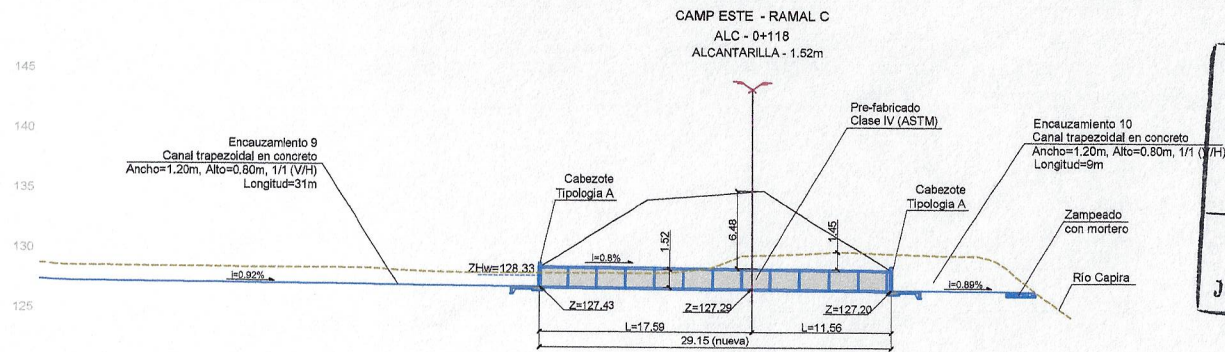 CAMP ESTE - RAMAL C
ALC - 0+118
ALCANTARILLA - 1.52m
145
140
135
130
125
Encauzamiento 9
Canal trapezoidal en concreto
Ancho=1.20m, Alto=0.80m, 1/1 (V/H)
Longitud=31m
Cabezote
Tipologia A
Pre-fabricado
Clase IV (ASTM)
Encauzamiento 10
Canal trapezoidal en concreto
Ancho=1.20m, Alto=0.80m, 1/1 (V/H)
Longitud=9m
Cabezote
Tipologia A
Zampeado
con mortero
Río Capira
6.48
1.52
1.45
ZHw=128.33
i=0.8%
i=0.92%
i=0.89%
Z=127.43
Z=127.29
Z=127.20
L=17.59
L=11.56
29.15 (nueva)
J